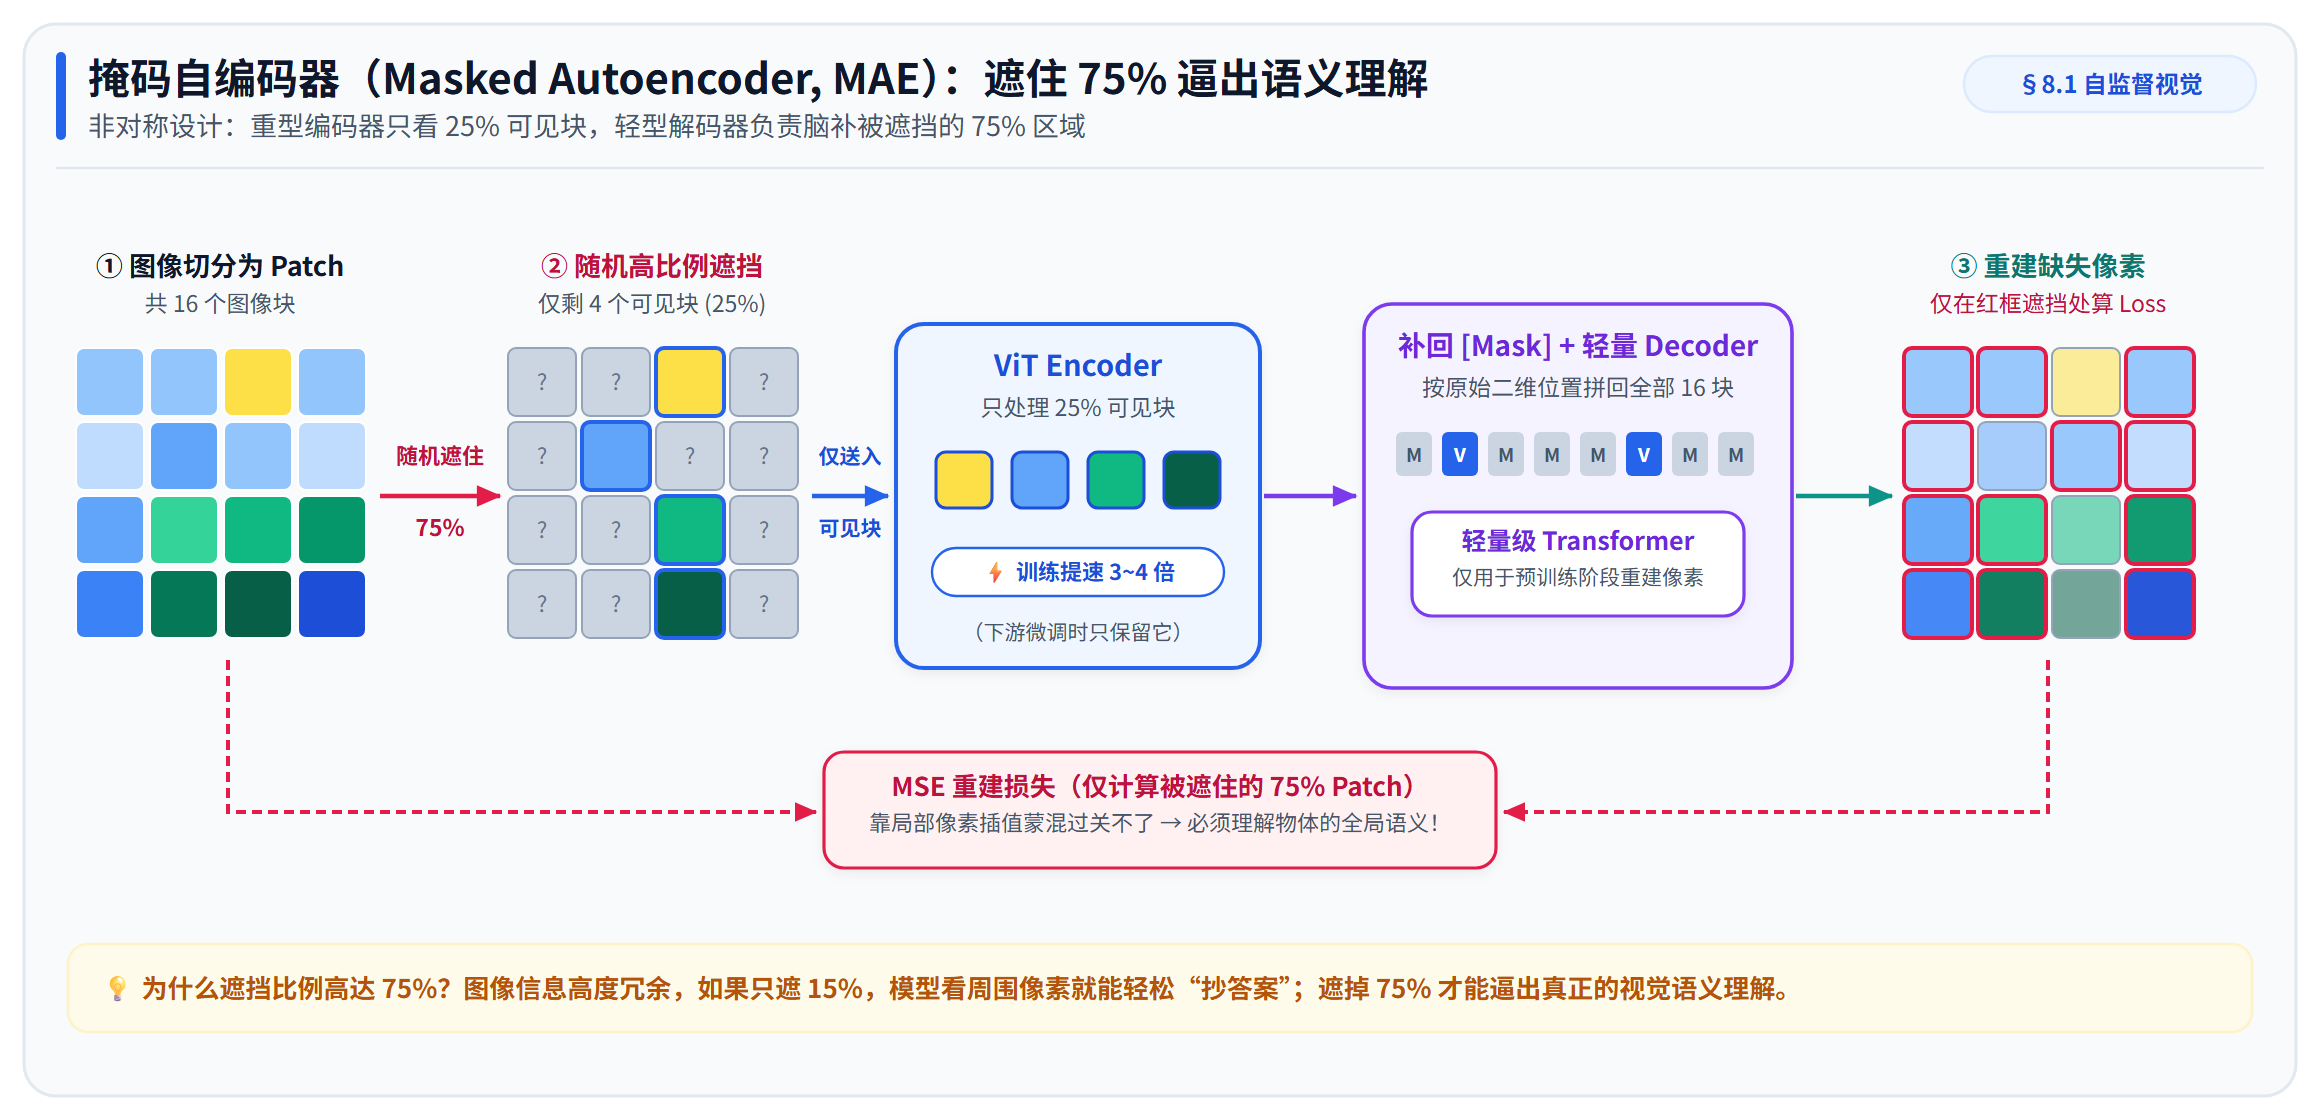 掩码自编码器（Masked Autoencoder, MAE）：遮住 75% 逼出语义理解
§ 8.1 自监督视觉
非对称设计：重型编码器只看 25% 可见块，轻型解码器负责脑补被遮挡的 75% 区域
① 图像切分为 Patch
共 16 个图像块
随机遮住
75%
② 随机高比例遮挡
仅剩 4 个可见块 (25%)
? ? ?
? ? ?
? ? ?
? ? ?
仅送入
可见块
ViT Encoder
只处理 25% 可见块
⚡ 训练提速 3~4 倍
（下游微调时只保留它）
补回 [Mask] + 轻量 Decoder
按原始二维位置拼回全部 16 块
M V M M M V M M
轻量级 Transformer
仅用于预训练阶段重建像素
③ 重建缺失像素
仅在红框遮挡处算 Loss
MSE 重建损失（仅计算被遮住的 75% Patch）
靠局部像素插值蒙混过关不了 → 必须理解物体的全局语义！
💡 为什么遮挡比例高达 75%？图像信息高度冗余，如果只遮 15%，模型看周围像素就能轻松“抄答案”；遮掉 75% 才能逼出真正的视觉语义理解。